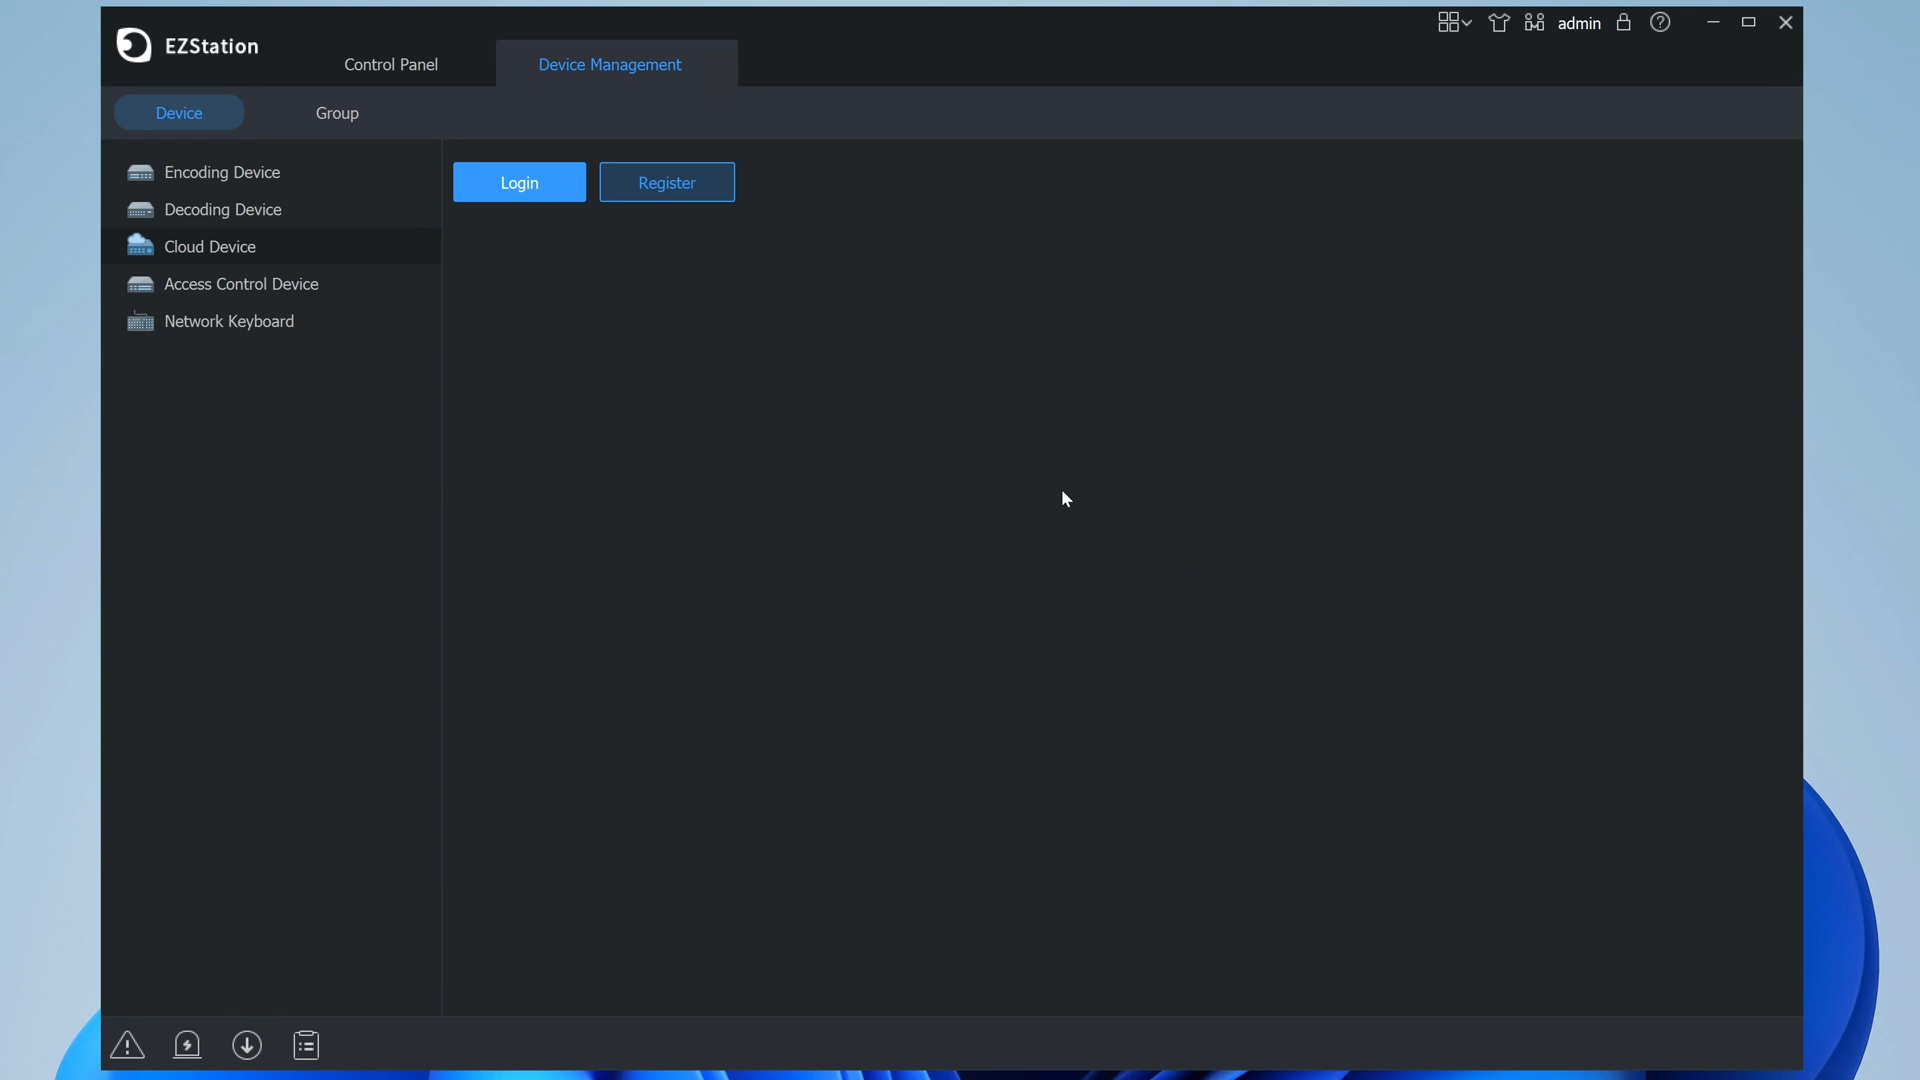 EZStation
Control Panel
Device Management
admin
Device
Group
Encoding Device
Decoding Device
Cloud Device
Access Control Device
Network Keyboard
Login
Register